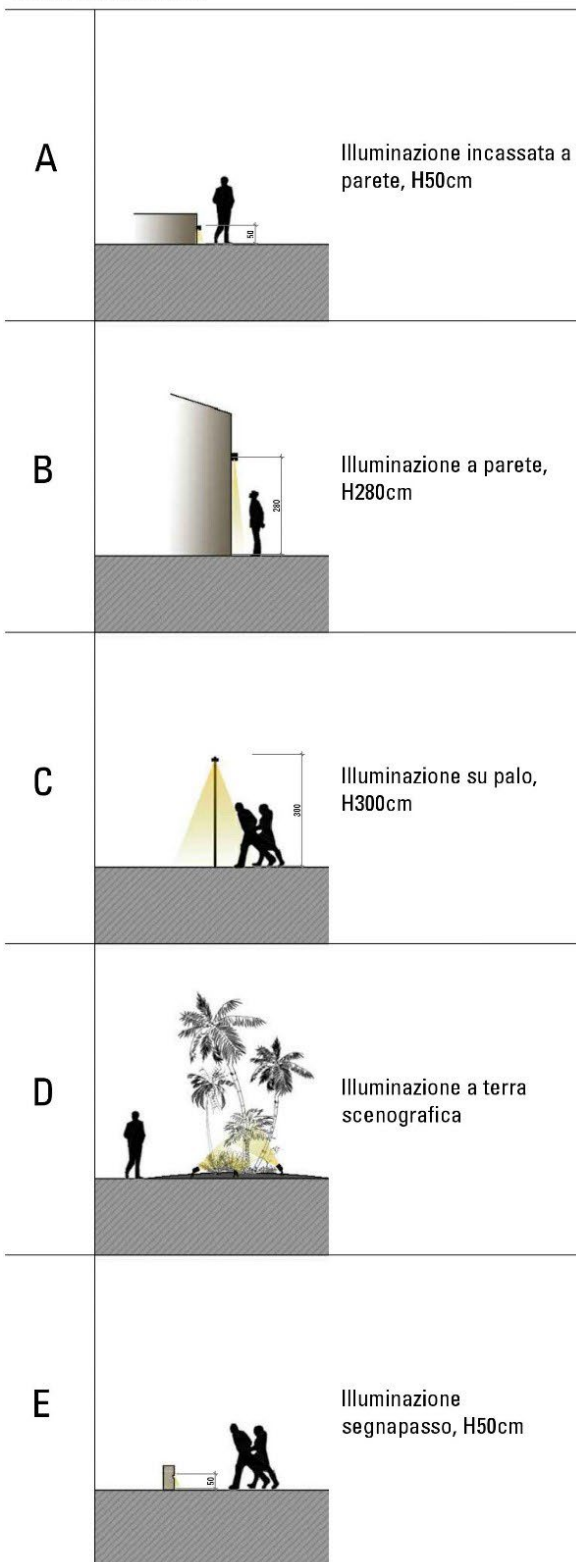 A
Illuminazione incassata a
parete, H50cm
50
B
Illuminazione a parete,
H280cm
280
C
Illuminazione su palo,
H300cm
300
D
Illuminazione a terra
scenografica
E
Illuminazione
segnapasso, H50cm
50